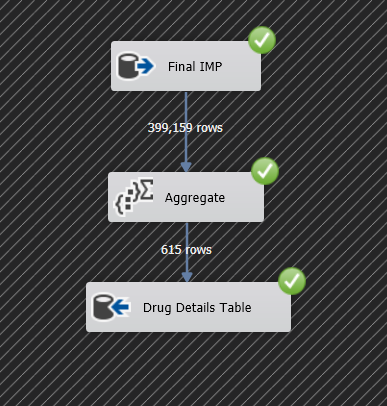 Final IMP
399,159 rows
Aggregate
615 rows
Drug Details Table